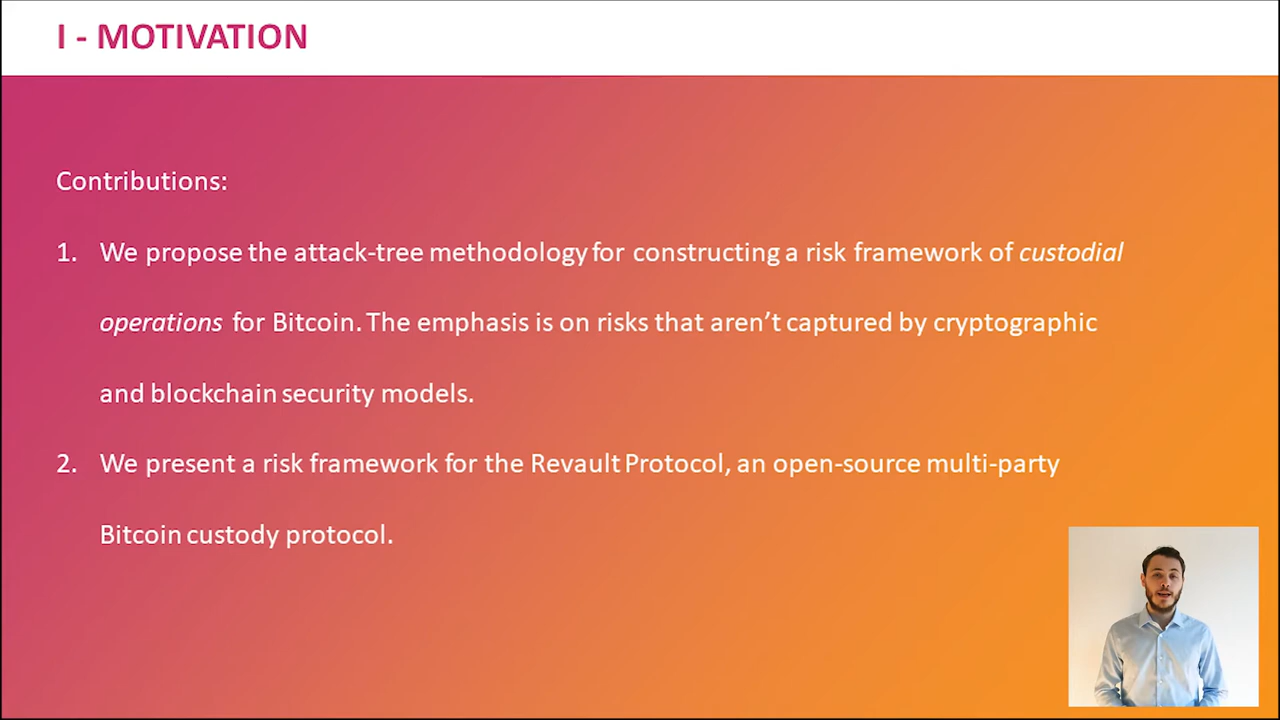 I - MOTIVATION
Contributions:
1. We propose the attack-tree methodology for constructing a risk framework of custodial
operations for Bitcoin. The emphasis is on risks that aren’t captured by cryptographic
and blockchain security models.
2. We present a risk framework for the Revault Protocol, an open-source multi-party
Bitcoin custody protocol.